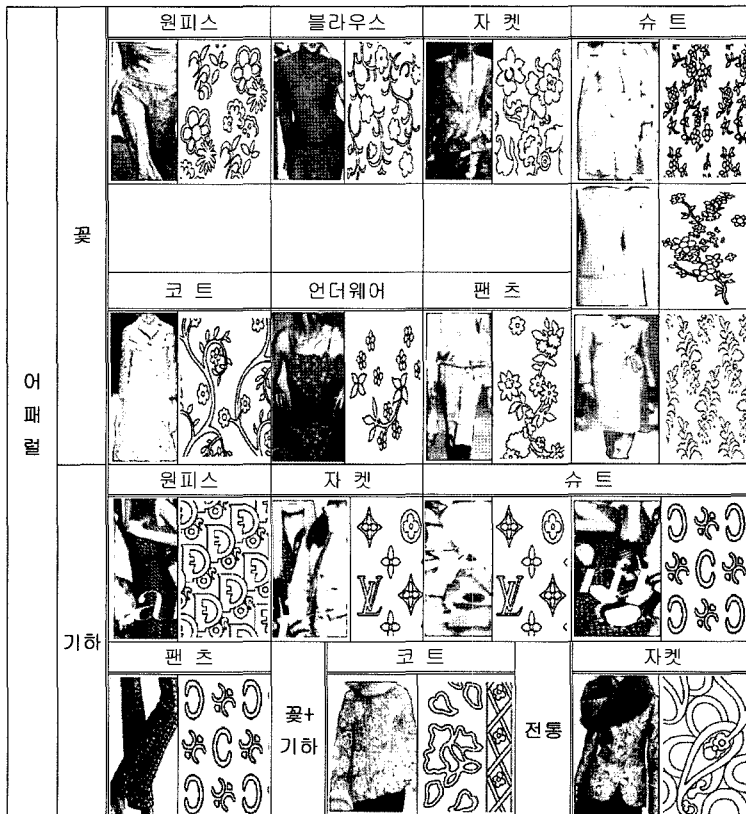 원피스 블라우스 자 켓 슈 트
꽃
코 트 언더웨어 팬 츠
어패럴
원피스 자 켓 슈 트
기하
팬 츠 코 트 자켓
꽃+
기하
전통